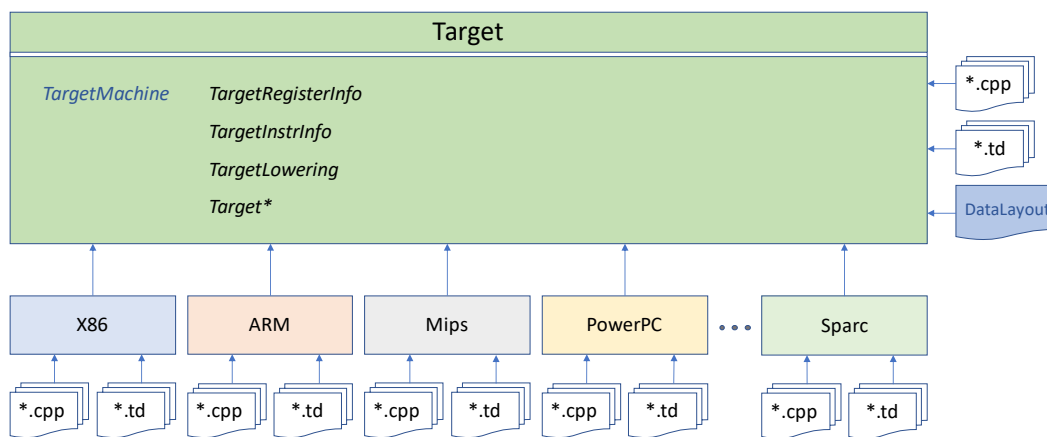 Target
TargetMachine
TargetRegisterInfo
TargetInstrInfo
TargetLowering
Target*
*.cpp
*.td
DataLayout
X86
ARM
Mips
PowerPC
...
Sparc
*.cpp
*.td
*.cpp
*.td
*.cpp
*.td
*.cpp
*.td
*.cpp
*.td